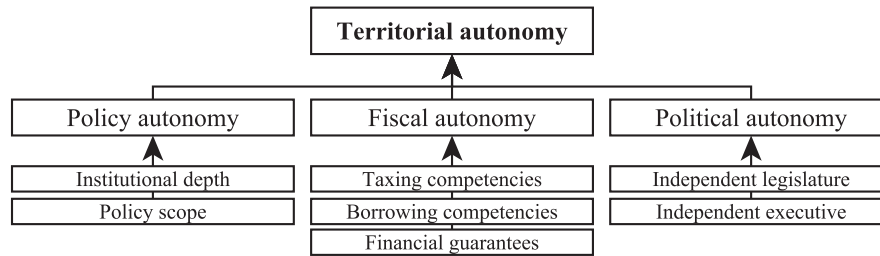 Territorial autonomy
Policy autonomy
Fiscal autonomy
Political autonomy
Institutional depth
Taxing competencies
Independent legislature
Policy scope
Borrowing competencies
Independent executive
Financial guarantees